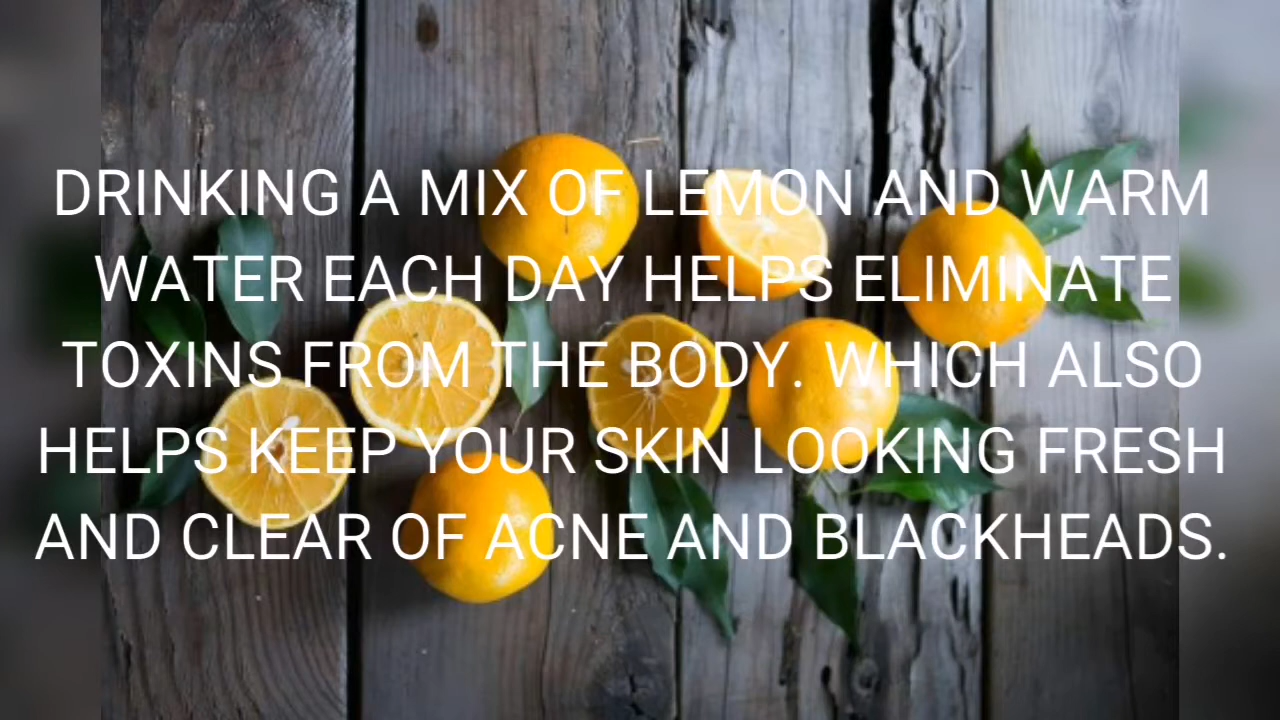 DRINKING A MIX OF LEMON AND WARM
WATER EACH DAY HELPS ELIMINATE
TOXINS FROM THE BODY. WHICH ALSO
HELPS KEEP YOUR SKIN LOOKING FRESH
AND CLEAR OF ACNE AND BLACKHEADS.